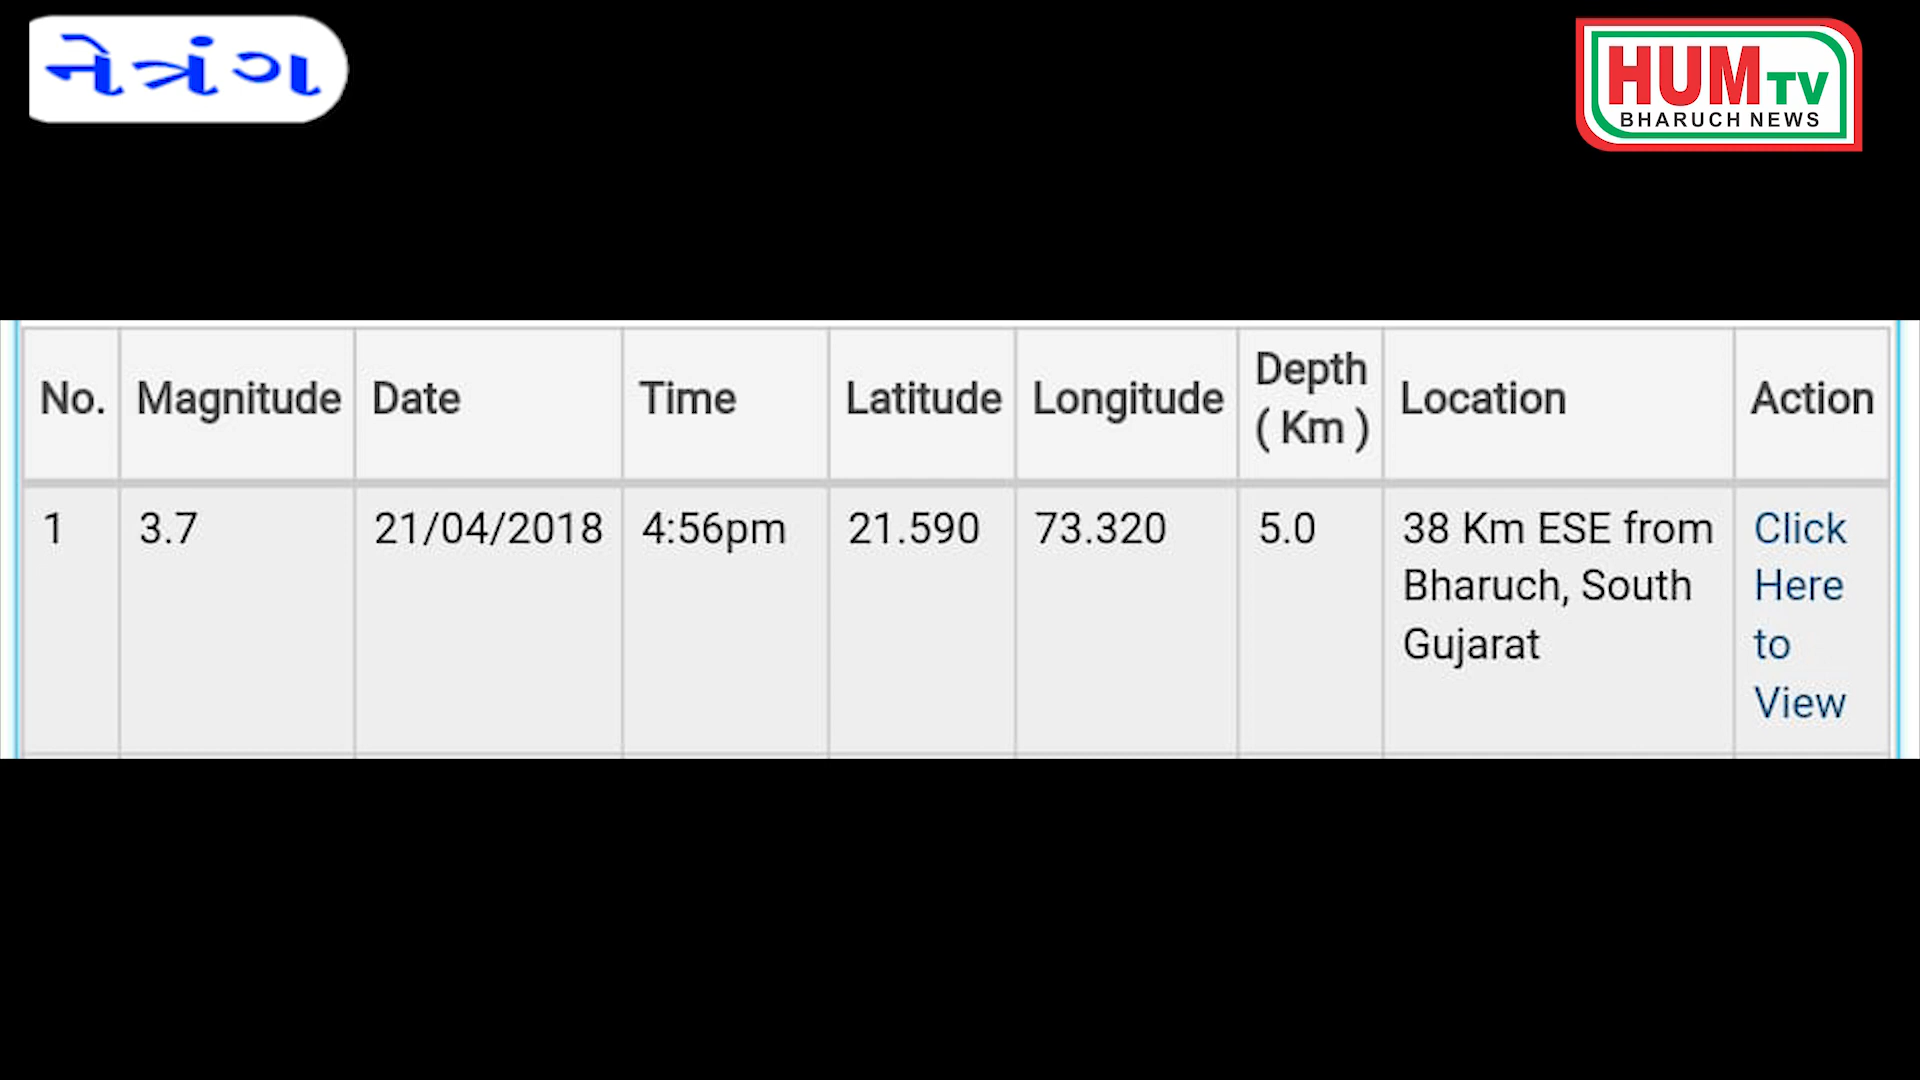 નેત્રંગ
HUM TV
BHARUCH NEWS
No. Magnitude Date Time Latitude Longitude Depth ( Km ) Location Action
1 3.7 21/04/2018 4:56pm 21.590 73.320 5.0 38 Km ESE from Click
Bharuch, South Here
Gujarat to
View